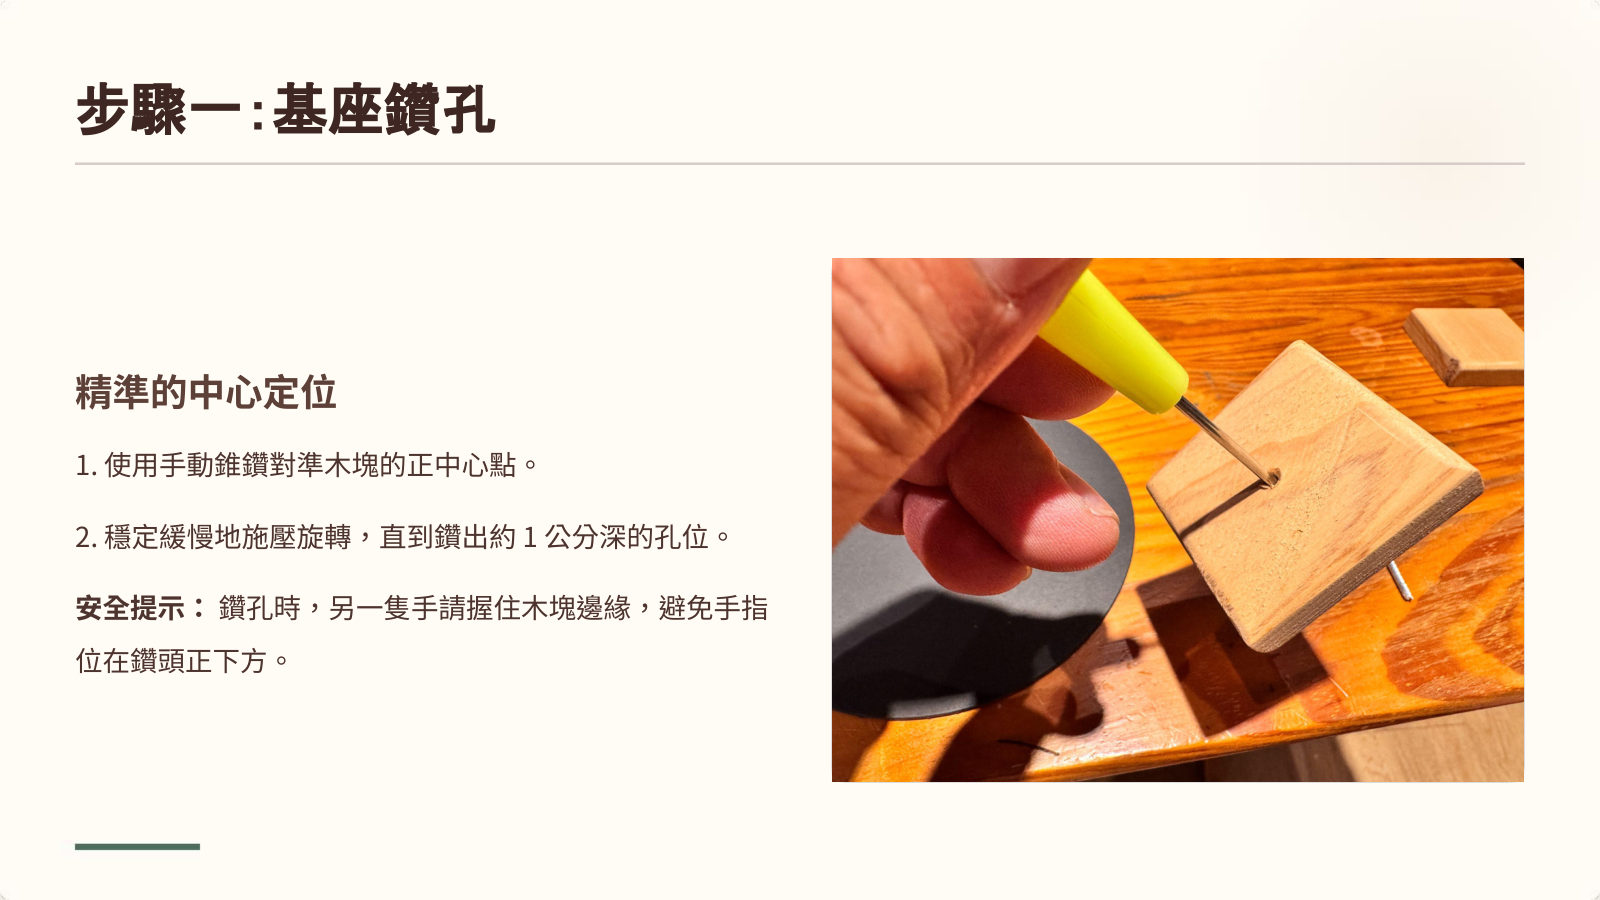 步驟一：基座鑽孔
精準的中心定位
1. 使用手動錐鑽對準木塊的正中心點。
2. 穩定緩慢地施壓旋轉，直到鑽出約 1 公分深的孔位。
安全提示： 鑽孔時，另一隻手請握住木塊邊緣，避免手指
位在鑽頭正下方。